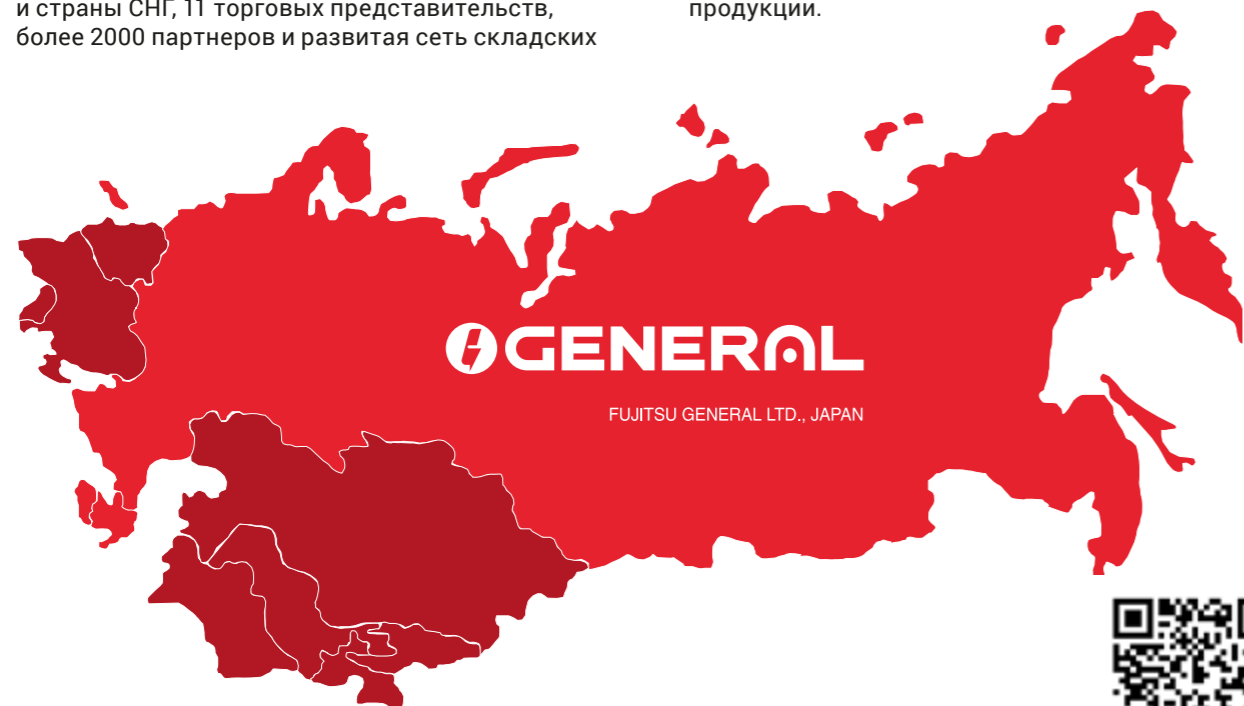 и страны СНГ, 11 торговых представительств,
более 2000 партнеров и развитая сеть складских
продукции.
GENERAL
FUJITSU GENERAL LTD., JAPAN